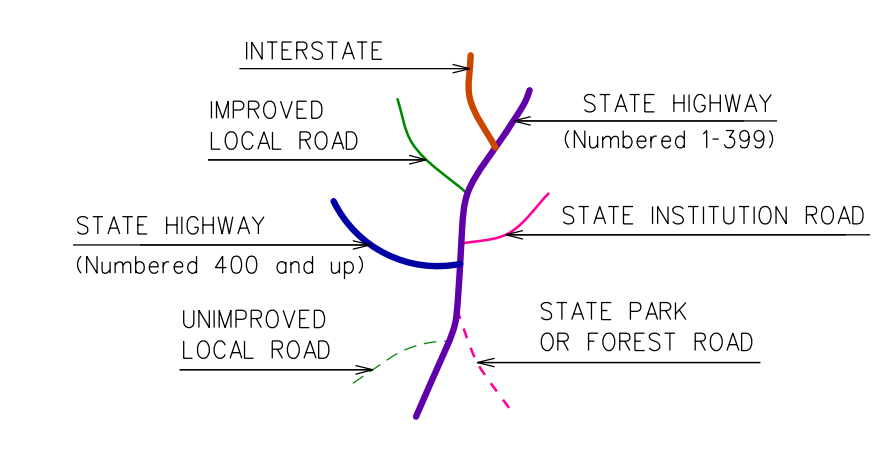 INTERSTATE
IMPROVED
LOCAL ROAD
STATE HIGHWAY
(Numbered 1-399)
STATE HIGHWAY
(Numbered 400 and up)
STATE INSTITUTION ROAD
UNIMPROVED
LOCAL ROAD
STATE PARK
OR FOREST ROAD